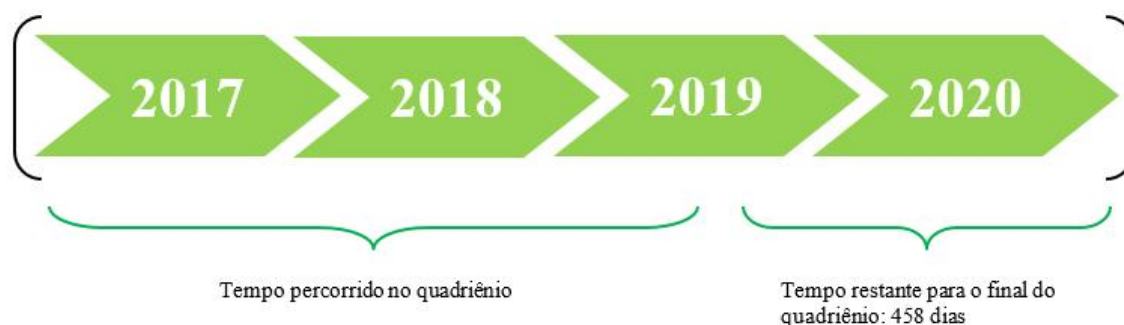 2017 2018 2019 2020
Tempo percorrido no quadriênio
Tempo restante para o final do
quadriênio: 458 dias